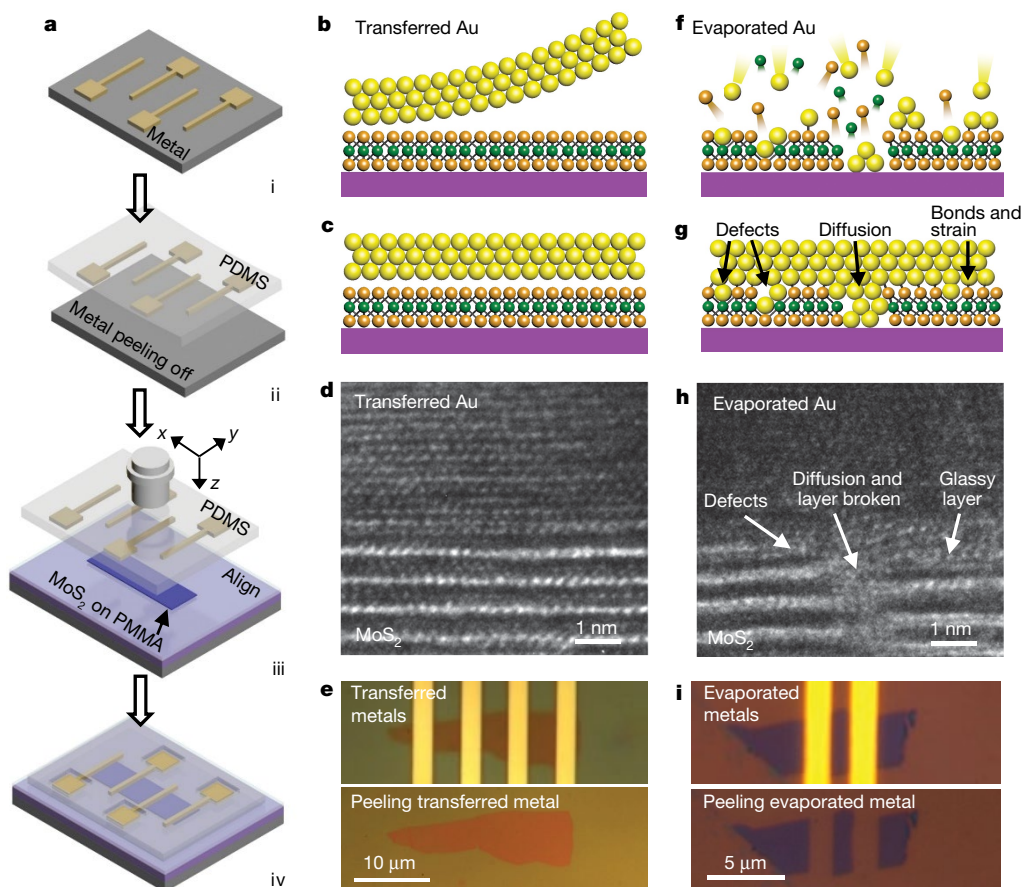 a
Metal
i
PDMS
Metal peeling off
ii
x
y
z
PDMS
Align
MoS₂ on PMMA
iii
iv
b
Transferred Au
c
d
Transferred Au
1 nm
MoS₂
e
Transferred
metals
Peeling transferred metal
10 μm
f
Evaporated Au
g
Defects
Diffusion
Bonds and
strain
h
Evaporated Au
Defects
Diffusion and
layer broken
Glassy
layer
1 nm
MoS₂
i
Evaporated
metals
Peeling evaporated metal
5 μm